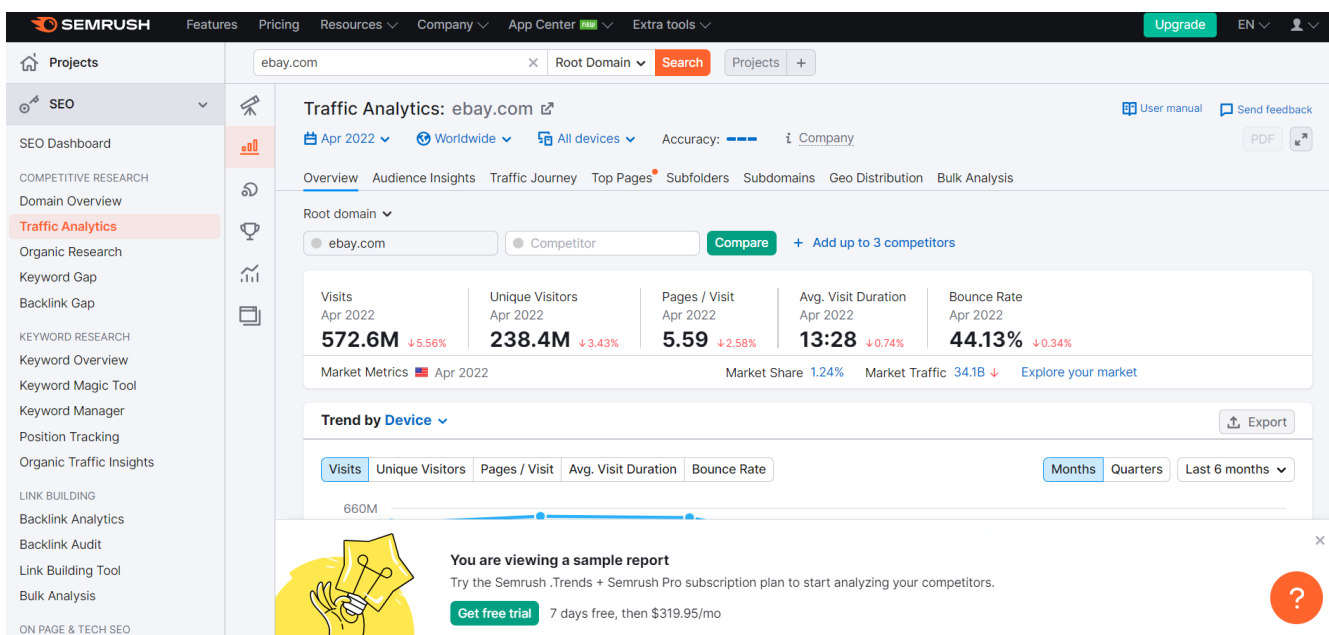 SEMRUSH Features Pricing Resources Company App Center NEW Extra tools Upgrade EN
Projects
ebay.com × Root Domain Search Projects +
SEO
SEO Dashboard
COMPETITIVE RESEARCH
Domain Overview
Traffic Analytics
Organic Research
Keyword Gap
Backlink Gap
KEYWORD RESEARCH
Keyword Overview
Keyword Magic Tool
Keyword Manager
Position Tracking
Organic Traffic Insights
LINK BUILDING
Backlink Analytics
Backlink Audit
Link Building Tool
Bulk Analysis
ON PAGE & TECH SEO
Traffic Analytics: ebay.com
User manual Send feedback
Apr 2022 Worldwide All devices Accuracy: i Company
PDF
Overview Audience Insights Traffic Journey Top Pages Subfolders Subdomains Geo Distribution Bulk Analysis
Root domain
ebay.com Competitor Compare + Add up to 3 competitors
Visits Unique Visitors Pages / Visit Avg. Visit Duration Bounce Rate
Apr 2022 Apr 2022 Apr 2022 Apr 2022 Apr 2022
572.6M ↓5.56% 238.4M ↓3.43% 5.59 ↓2.58% 13:28 ↓0.74% 44.13% ↓0.34%
Market Metrics Apr 2022 Market Share 1.24% Market Traffic 34.1B ↓ Explore your market
Trend by Device Export
Visits Unique Visitors Pages / Visit Avg. Visit Duration Bounce Rate Months Quarters Last 6 months
660M
You are viewing a sample report
Try the Semrush .Trends + Semrush Pro subscription plan to start analyzing your competitors.
Get free trial 7 days free, then $319.95/mo
?